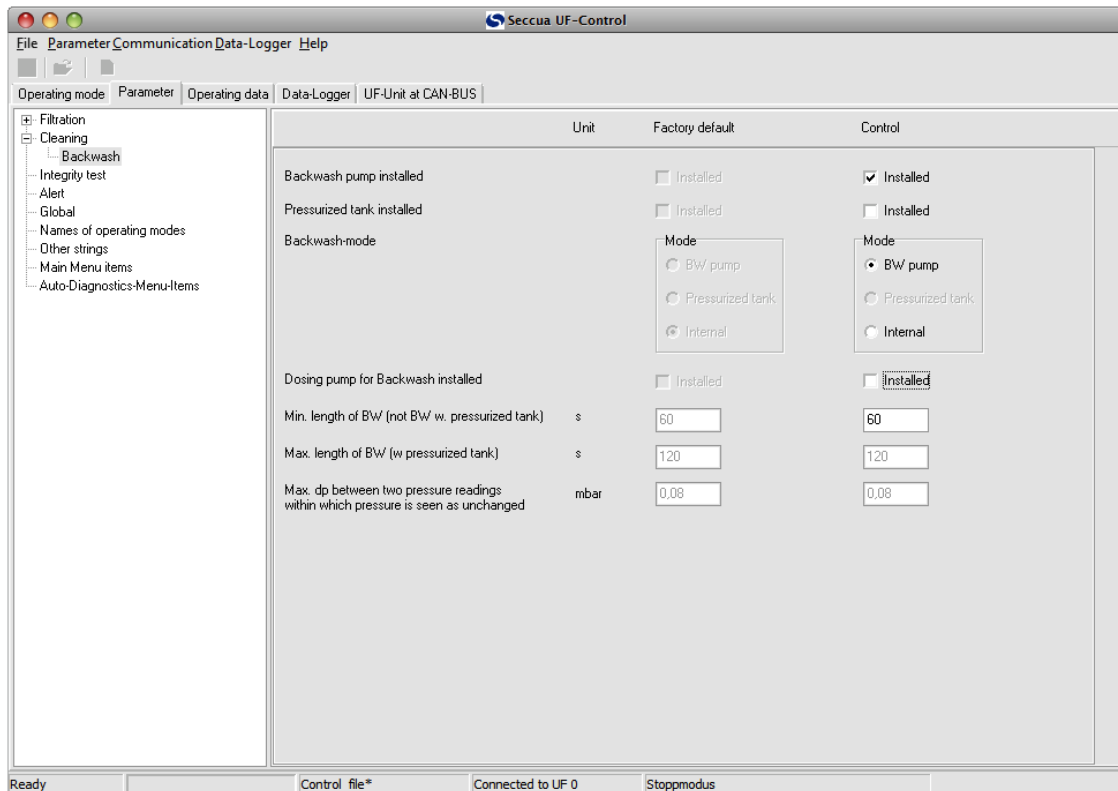 Seccua UF-Control
File Parameter Communication Data-Logger Help
Operating mode Parameter Operating data Data-Logger UF-Unit at CAN-BUS
Filtration
Cleaning
Backwash
Integrity test
Alert
Global
Names of operating modes
Other strings
Main Menu items
Auto-Diagnostics-Menu-Items
Unit Factory default Control
Backwash pump installed Installed Installed
Pressurized tank installed Installed Installed
Backwash-mode Mode Mode
BW pump BW pump
Pressurized tank Pressurized tank
Internal Internal
Dosing pump for Backwash installed Installed Installed
Min. length of BW (not BW w. pressurized tank) s 60 60
Max. length of BW (w pressurized tank) s 120 120
Max. dp between two pressure readings
within which pressure is seen as unchanged mbar 0,08 0,08
Ready Control file* Connected to UF 0 Stoppmodus